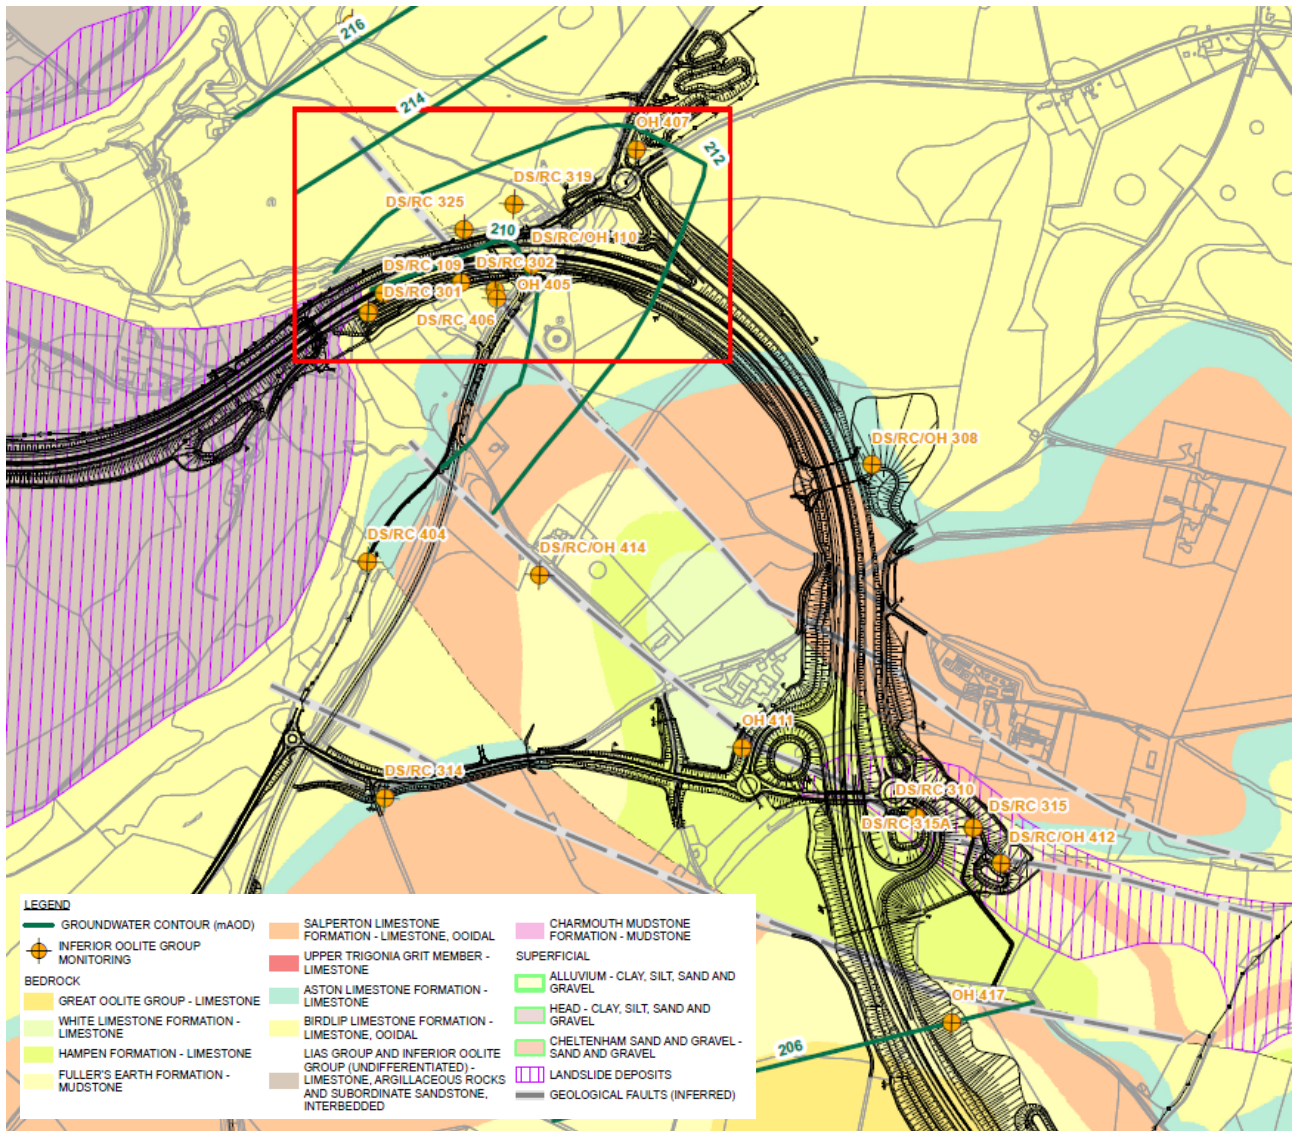 216
214
OH 407
212
DS/RC 319
DS/RC 325
210
DS/RC/OH 110
DS/RC 109
DS/RC 302
DS/RC 301
OH 405
DS/RC 406
DS/RC/OH 308
DS/RC 404
DS/RC/OH 414
OH 411
DS/RC 314
DS/RC 310
DS/RC 315
DS/RC 315A
DS/RC/OH 412
OH 417
206
LEGEND
GROUNDWATER CONTOUR (mAOD)
INFERIOR OOLITE GROUP
MONITORING
BEDROCK
GREAT OOLITE GROUP - LIMESTONE
WHITE LIMESTONE FORMATION -
LIMESTONE
HAMPEN FORMATION - LIMESTONE
FULLER'S EARTH FORMATION -
MUDSTONE
SALPERTON LIMESTONE
FORMATION - LIMESTONE, OOIDAL
UPPER TRIGONIA GRIT MEMBER -
LIMESTONE
ASTON LIMESTONE FORMATION -
LIMESTONE
BIRDLIP LIMESTONE FORMATION -
LIMESTONE, OOIDAL
LIAS GROUP AND INFERIOR OOLITE
GROUP (UNDIFFERENTIATED) -
LIMESTONE, ARGILLACEOUS ROCKS
AND SUBORDINATE SANDSTONE,
INTERBEDDED
CHARMOUTH MUDSTONE
FORMATION - MUDSTONE
SUPERFICIAL
ALLUVIUM - CLAY, SILT, SAND AND
GRAVEL
HEAD - CLAY, SILT, SAND AND
GRAVEL
CHELTENHAM SAND AND GRAVEL -
SAND AND GRAVEL
LANDSLIDE DEPOSITS
GEOLOGICAL FAULTS (INFERRED)